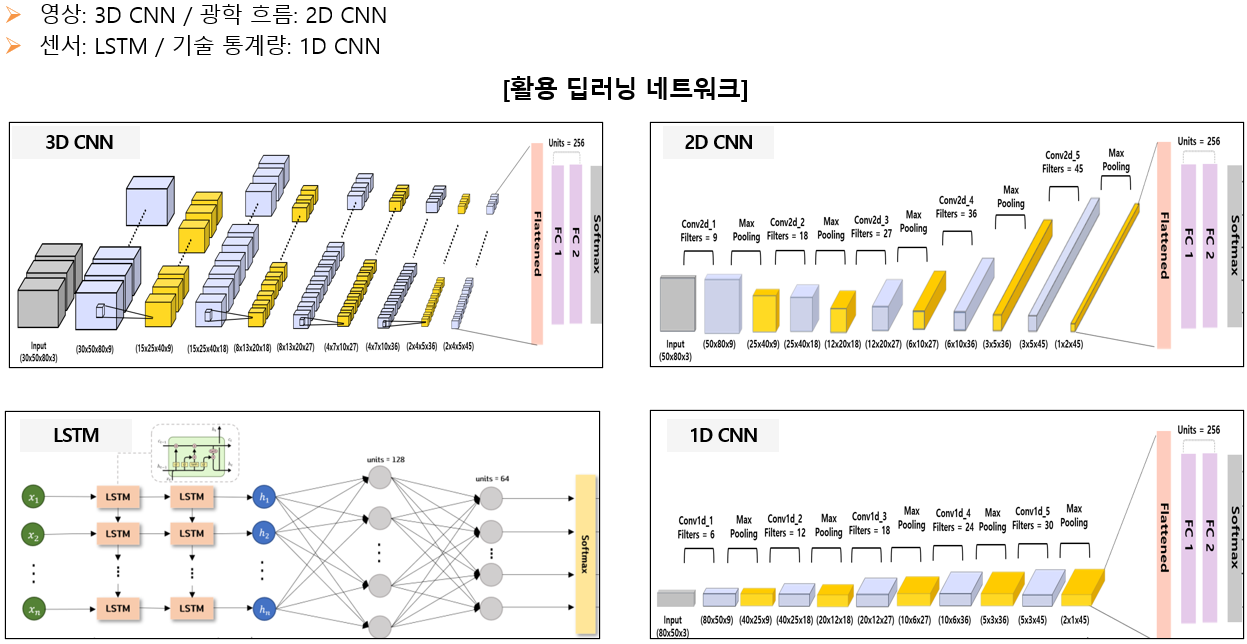 영상: 3D CNN / 광학 흐름: 2D CNN
센서: LSTM / 기술 통계량: 1D CNN
[활용 딥러닝 네트워크]
3D CNN
Units = 256
Flattened
FC 1
FC 2
Softmax
Input
(30x50x80x3)
(30x50x80x9)
(15x25x40x9)
(15x25x40x18)
(8x13x20x18)
(8x13x20x27)
(4x7x10x27)
(4x7x10x36)
(2x4x5x36)
(2x4x5x45)
2D CNN
Conv2d_1
Filters = 9
Max
Pooling
Conv2d_2
Filters = 18
Max
Pooling
Conv2d_3
Filters = 27
Max
Pooling
Conv2d_4
Filters = 36
Max
Pooling
Conv2d_5
Filters = 45
Max
Pooling
Units = 256
Flattened
FC 1
FC 2
Softmax
Input
(50x80x3)
(50x80x9)
(25x40x9)
(25x40x18)
(12x20x18)
(12x20x27)
(6x10x27)
(6x10x36)
(3x5x36)
(3x5x45)
(1x2x45)
LSTM
units = 128
units = 64
x1
LSTM
LSTM
h1
x2
LSTM
LSTM
h2
xn
LSTM
LSTM
hn
Softmax
1D CNN
Conv1d_1
Filters = 6
Max
Pooling
Conv1d_2
Filters = 12
Max
Pooling
Conv1d_3
Filters = 18
Max
Pooling
Conv1d_4
Filters = 24
Max
Pooling
Conv1d_5
Filters = 30
Max
Pooling
Units = 256
Flattened
FC 1
FC 2
Softmax
Input
(80x50x3)
(80x50x9)
(40x25x9)
(40x25x18)
(20x12x18)
(20x12x27)
(10x6x27)
(10x6x36)
(5x3x36)
(5x3x45)
(2x1x45)